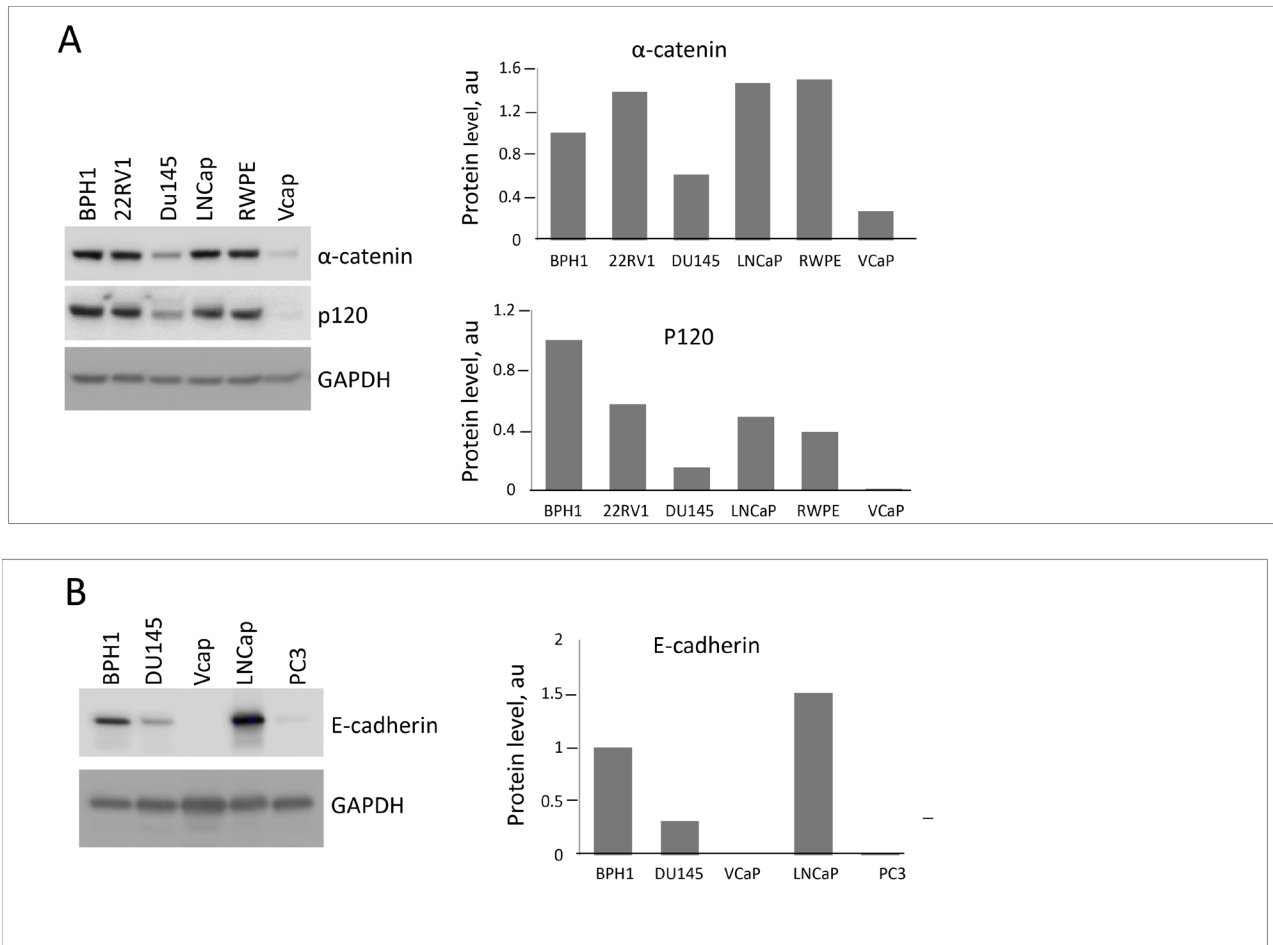 A
BPH1
22RV1
Du145
LNCap
RWPE
Vcap
α-catenin
p120
GAPDH
α-catenin
Protein level, au
1.6
1.2
0.8
0.4
0
BPH1 22RV1 DU145 LNCaP RWPE VCaP
P120
Protein level, au
1.2
0.8
0.4
0
BPH1 22RV1 DU145 LNCaP RWPE VCaP
B
BPH1
DU145
Vcap
LNCap
PC3
E-cadherin
GAPDH
E-cadherin
Protein level, au
2
1.5
1
0.5
0
BPH1 DU145 VCaP LNCaP PC3